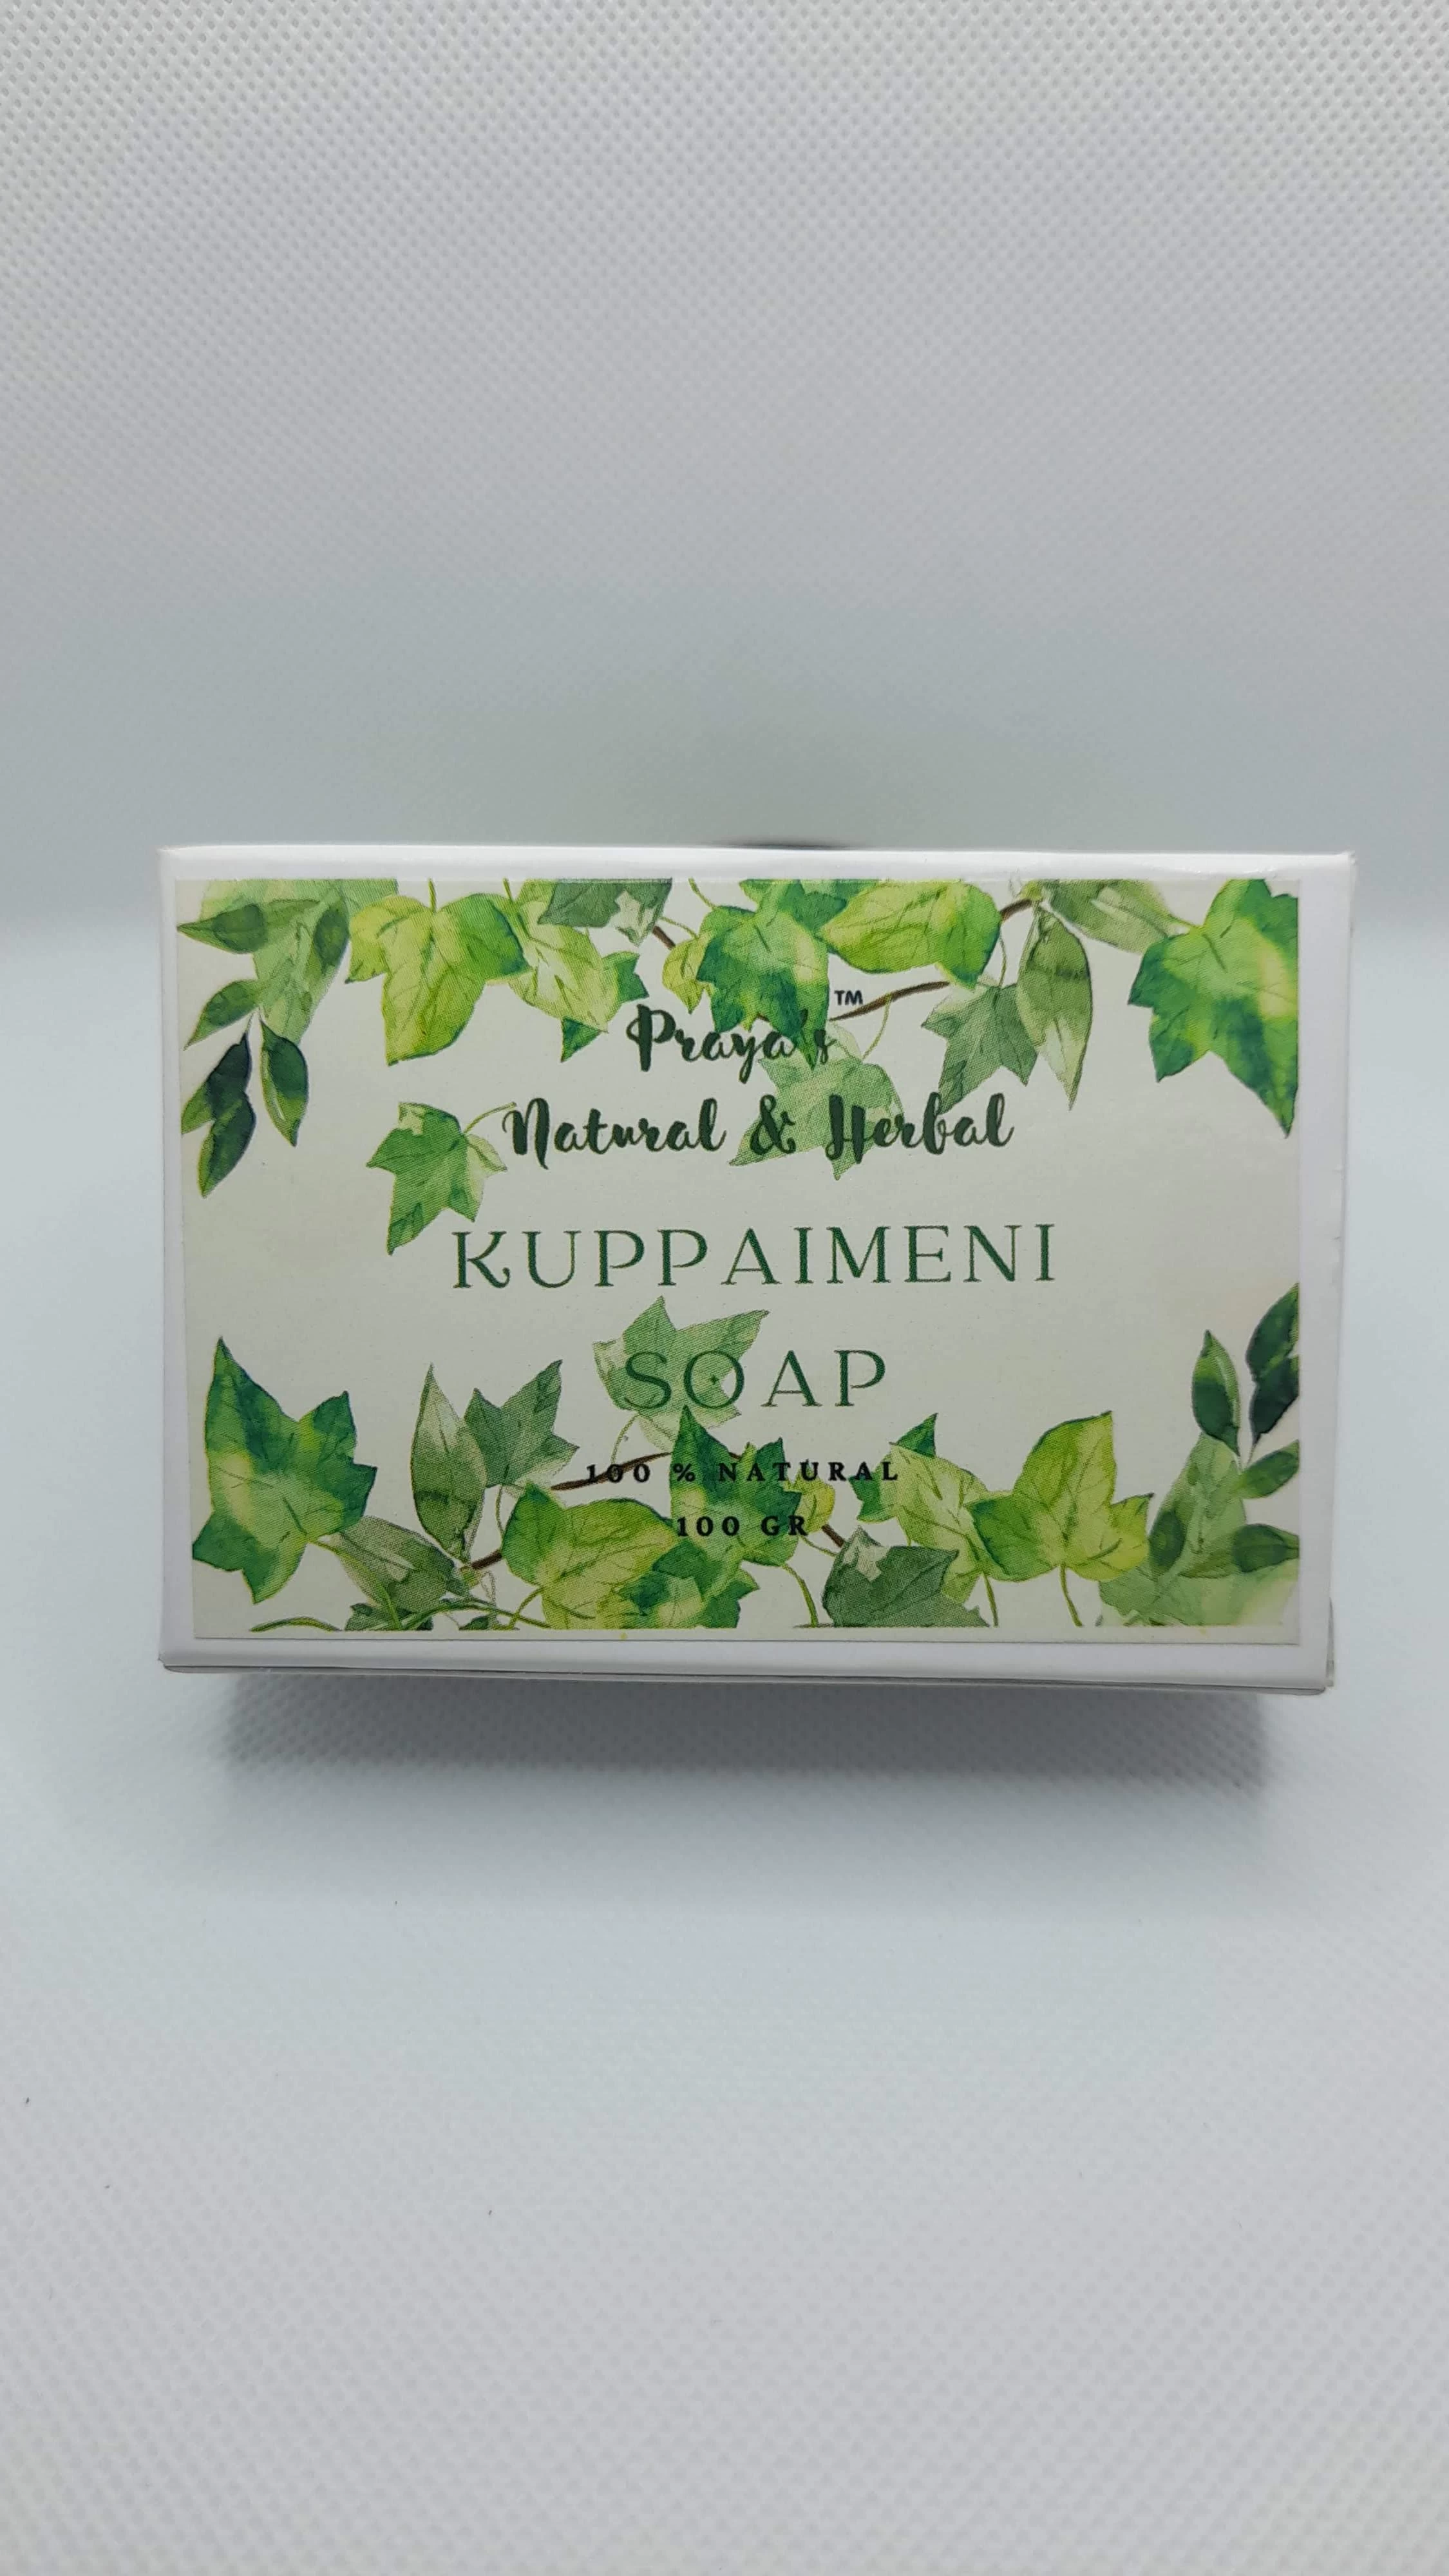 Praya's™
Natural & Herbal
KUPPAIMENI
SOAP
100 % NATURAL
100 GR